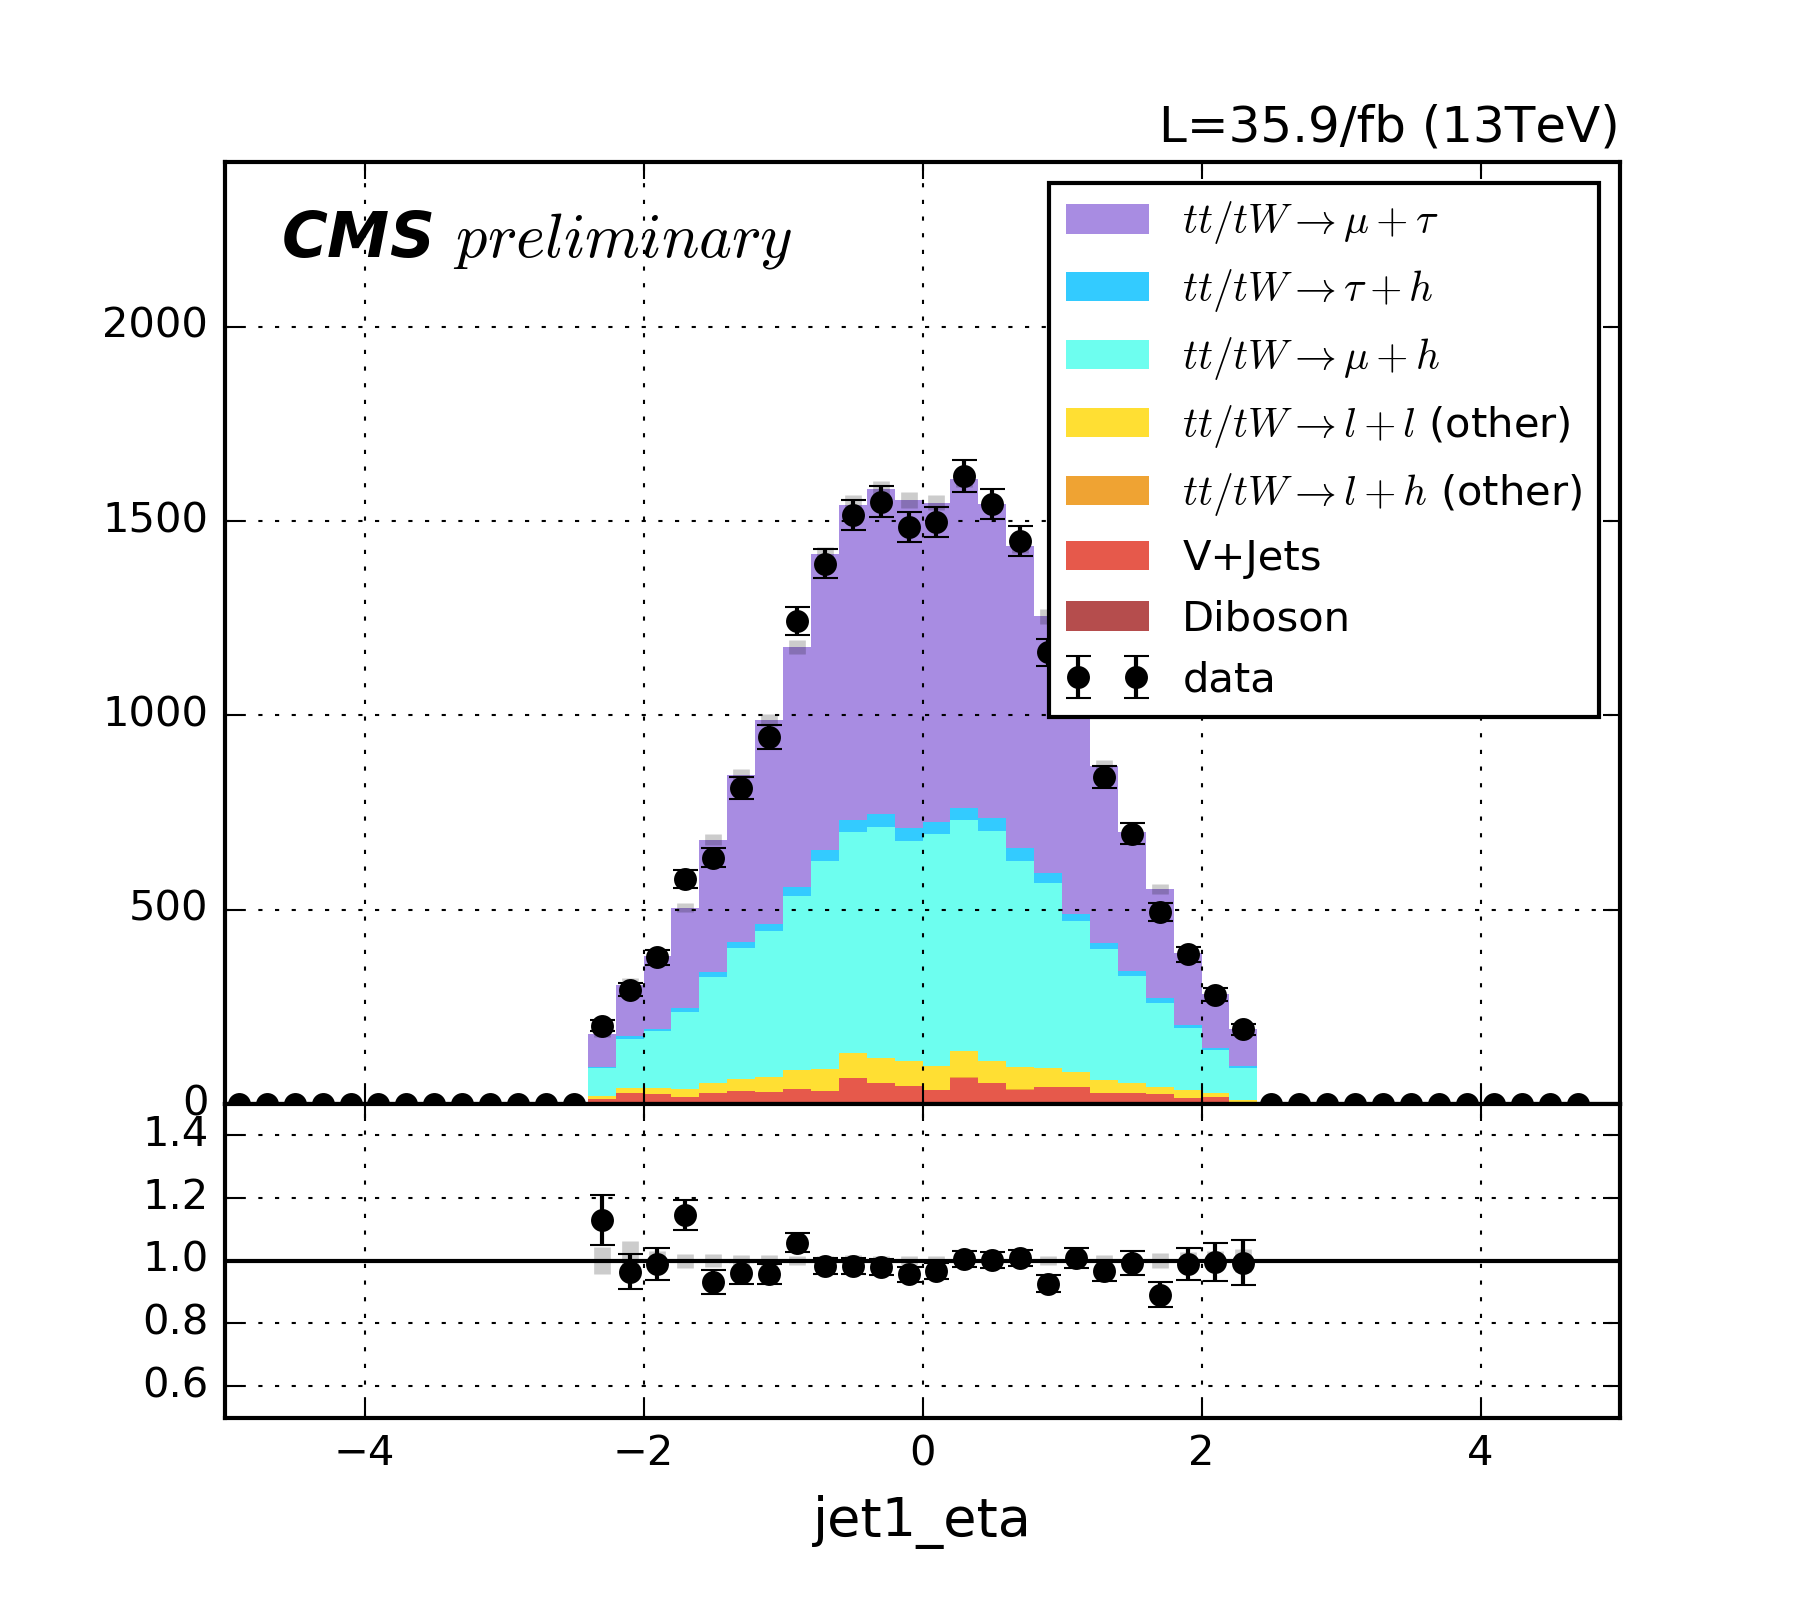 L=35.9/fb (13TeV)
CMS preliminary
tt/tW→μ+τ
tt/tW→τ+h
tt/tW→μ+h
tt/tW→l+l (other)
tt/tW→l+h (other)
V+Jets
Diboson
data
2000
1500
1000
500
0
1.4
1.2
1.0
0.8
0.6
−4 −2 0 2 4
jet1_eta